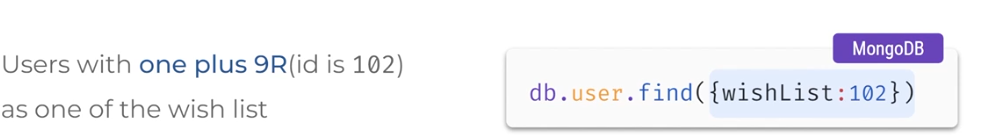 Users with one plus 9R(id is 102)
as one of the wish list
MongoDB
db.user.find({wishList:102})